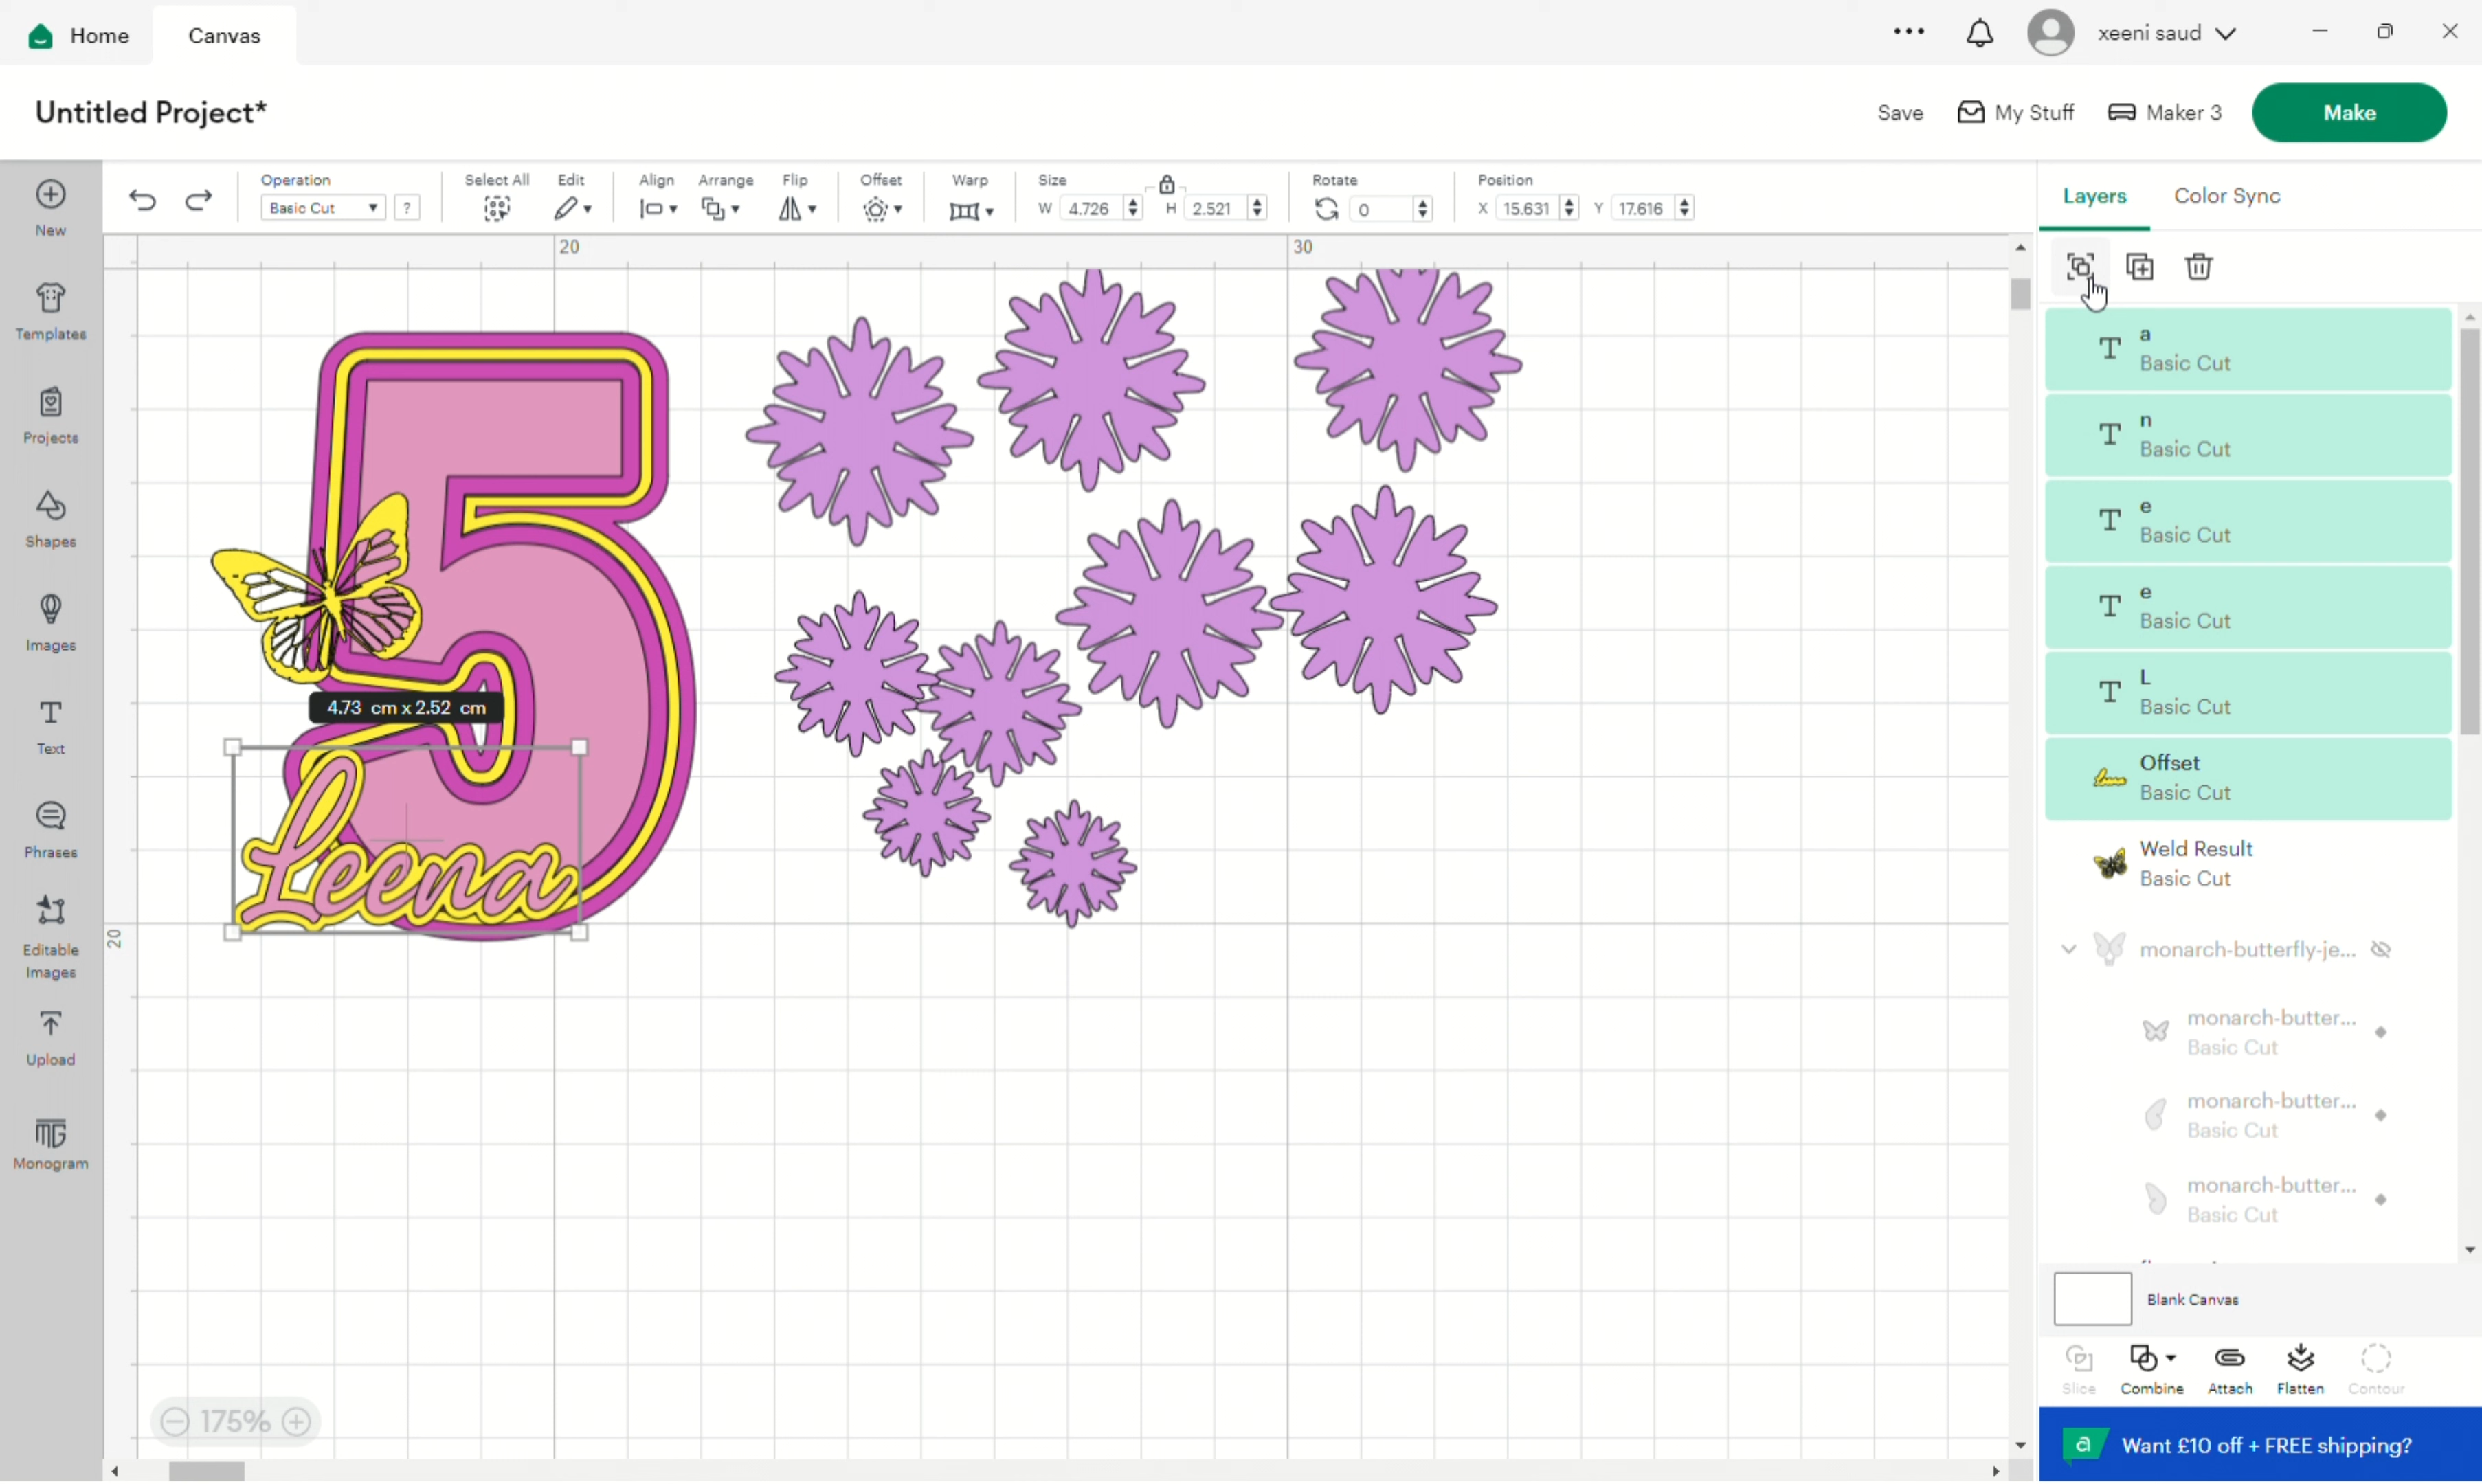 Home
Canvas
xeeni saud
Untitled Project*
Save
My Stuff
Maker 3
Make
Operation
Basic Cut
?
Select All
Edit
Align
Arrange
Flip
Offset
Warp
Size
W 4.726
H 2.521
Rotate
0
Position
X 15.631
Y 17.616
Layers
Color Sync
New
Templates
Projects
Shapes
Images
Text
Phrases
Editable
Images
Upload
Monogram
20
30
20
5
4.73 cm x 2.52 cm
Leena
175%
a
Basic Cut
n
Basic Cut
e
Basic Cut
e
Basic Cut
L
Basic Cut
Offset
Basic Cut
Weld Result
Basic Cut
monarch-butterfly-je...
monarch-butter...
Basic Cut
monarch-butter...
Basic Cut
monarch-butter...
Basic Cut
Blank Canvas
Slice
Combine
Attach
Flatten
Contour
a
Want £10 off + FREE shipping?